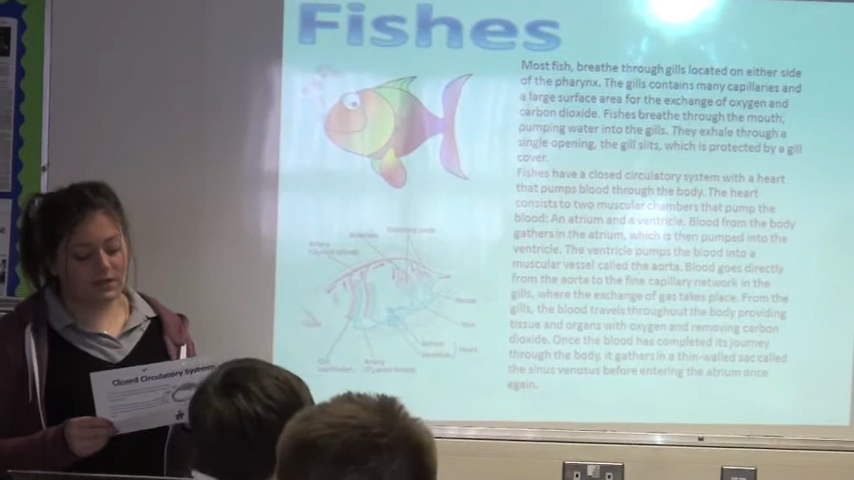 Fishes
Most fish, breathe through gills located on either side
of the pharynx. The gills contains many capillaries and
a large surface area for the exchange of oxygen and
carbon dioxide. Fishes breathe through the mouth,
pumping water into the gills. They exhale through a
single opening, the gill slits, which is protected by a gill
cover.
Fishes have a closed circulatory system with a heart
that pumps blood through the body. The heart
consists to two muscular chambers that pump the
blood: An atrium and a ventricle. Blood from the body
gathers in the atrium, which is then pumped into the
ventricle. The ventricle pumps the blood into a
muscular vessel called the aorta. Blood goes directly
from the aorta to the fine capillary network in the
gills, where the exchange of gas takes place. From the
gills, the blood travels throughout the body providing
tissue and organs with oxygen and removing carbon
dioxide. Once the blood has completed its journey
through the body, it gathers in a thin-walled sac called
the sinus venosus before entering the atrium once
again.
Closed Circulatory Systems